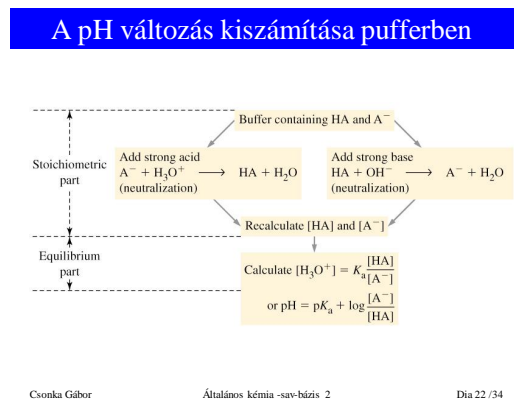 A pH változás kiszámítása pufferben
Buffer containing HA and A⁻
Stoichiometric
part
Add strong acid
A⁻ + H₃O⁺ ⟶ HA + H₂O
(neutralization)
Add strong base
HA + OH⁻ ⟶ A⁻ + H₂O
(neutralization)
Recalculate [HA] and [A⁻]
Equilibrium
part
Calculate [H₃O⁺] = Kₐ [HA]/[A⁻]
or pH = pKₐ + log [A⁻]/[HA]
Csonka Gábor Általános kémia -sav-bázis 2 Dia 22 /34